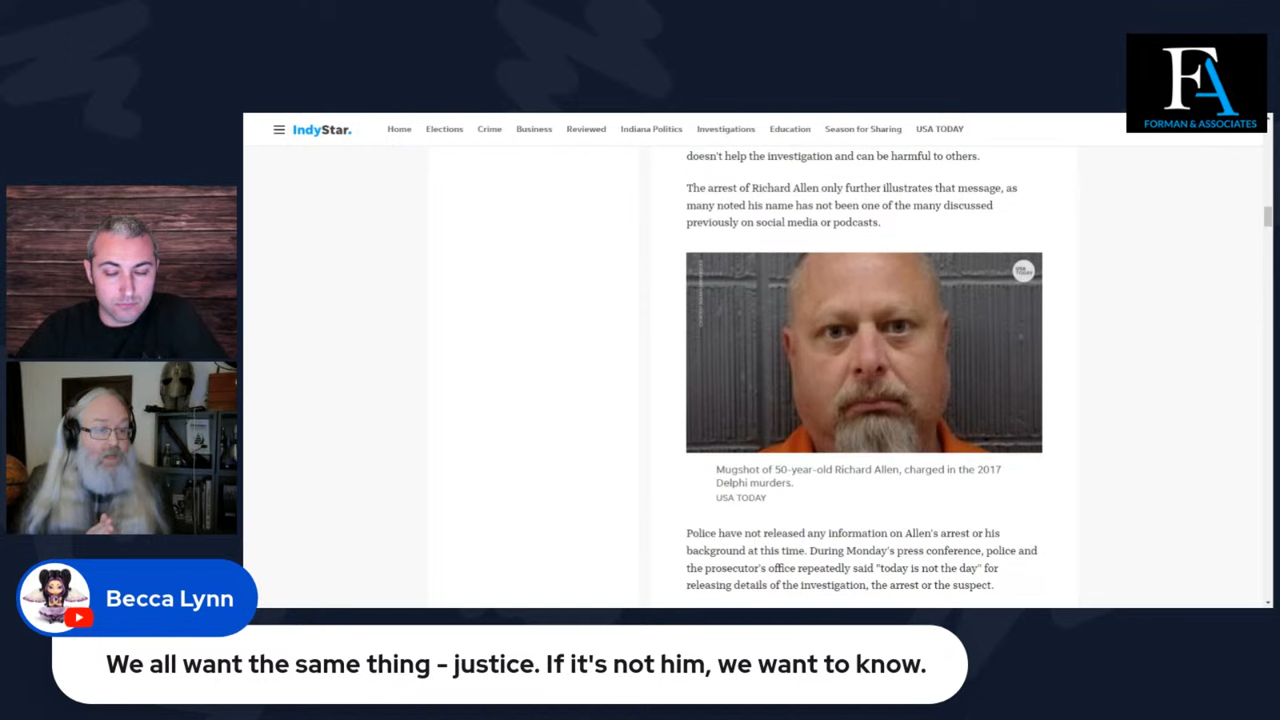 FA
FORMAN & ASSOCIATES
IndyStar.
Home Elections Crime Business Reviewed Indiana Politics Investigations Education Season for Sharing USA TODAY
doesn't help the investigation and can be harmful to others.
The arrest of Richard Allen only further illustrates that message, as
many noted his name has not been one of the many discussed
previously on social media or podcasts.
USA
TODAY
Mugshot of 50-year-old Richard Allen, charged in the 2017
Delphi murders.
USA TODAY
Police have not released any information on Allen's arrest or his
background at this time. During Monday's press conference, police and
the prosecutor's office repeatedly said "today is not the day" for
releasing details of the investigation, the arrest or the suspect.
Becca Lynn
We all want the same thing - justice. If it's not him, we want to know.